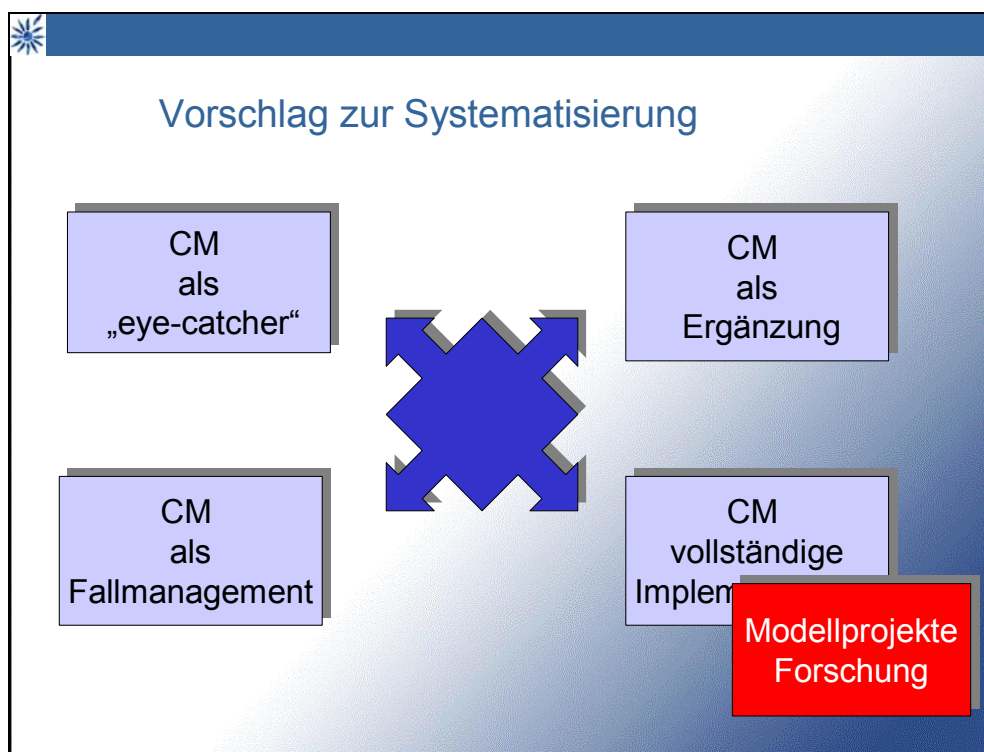 Vorschlag zur Systematisierung
CM
als
„eye-catcher“
CM
als
Ergänzung
CM
als
Fallmanagement
CM
vollständige
Modellprojekte
Forschung